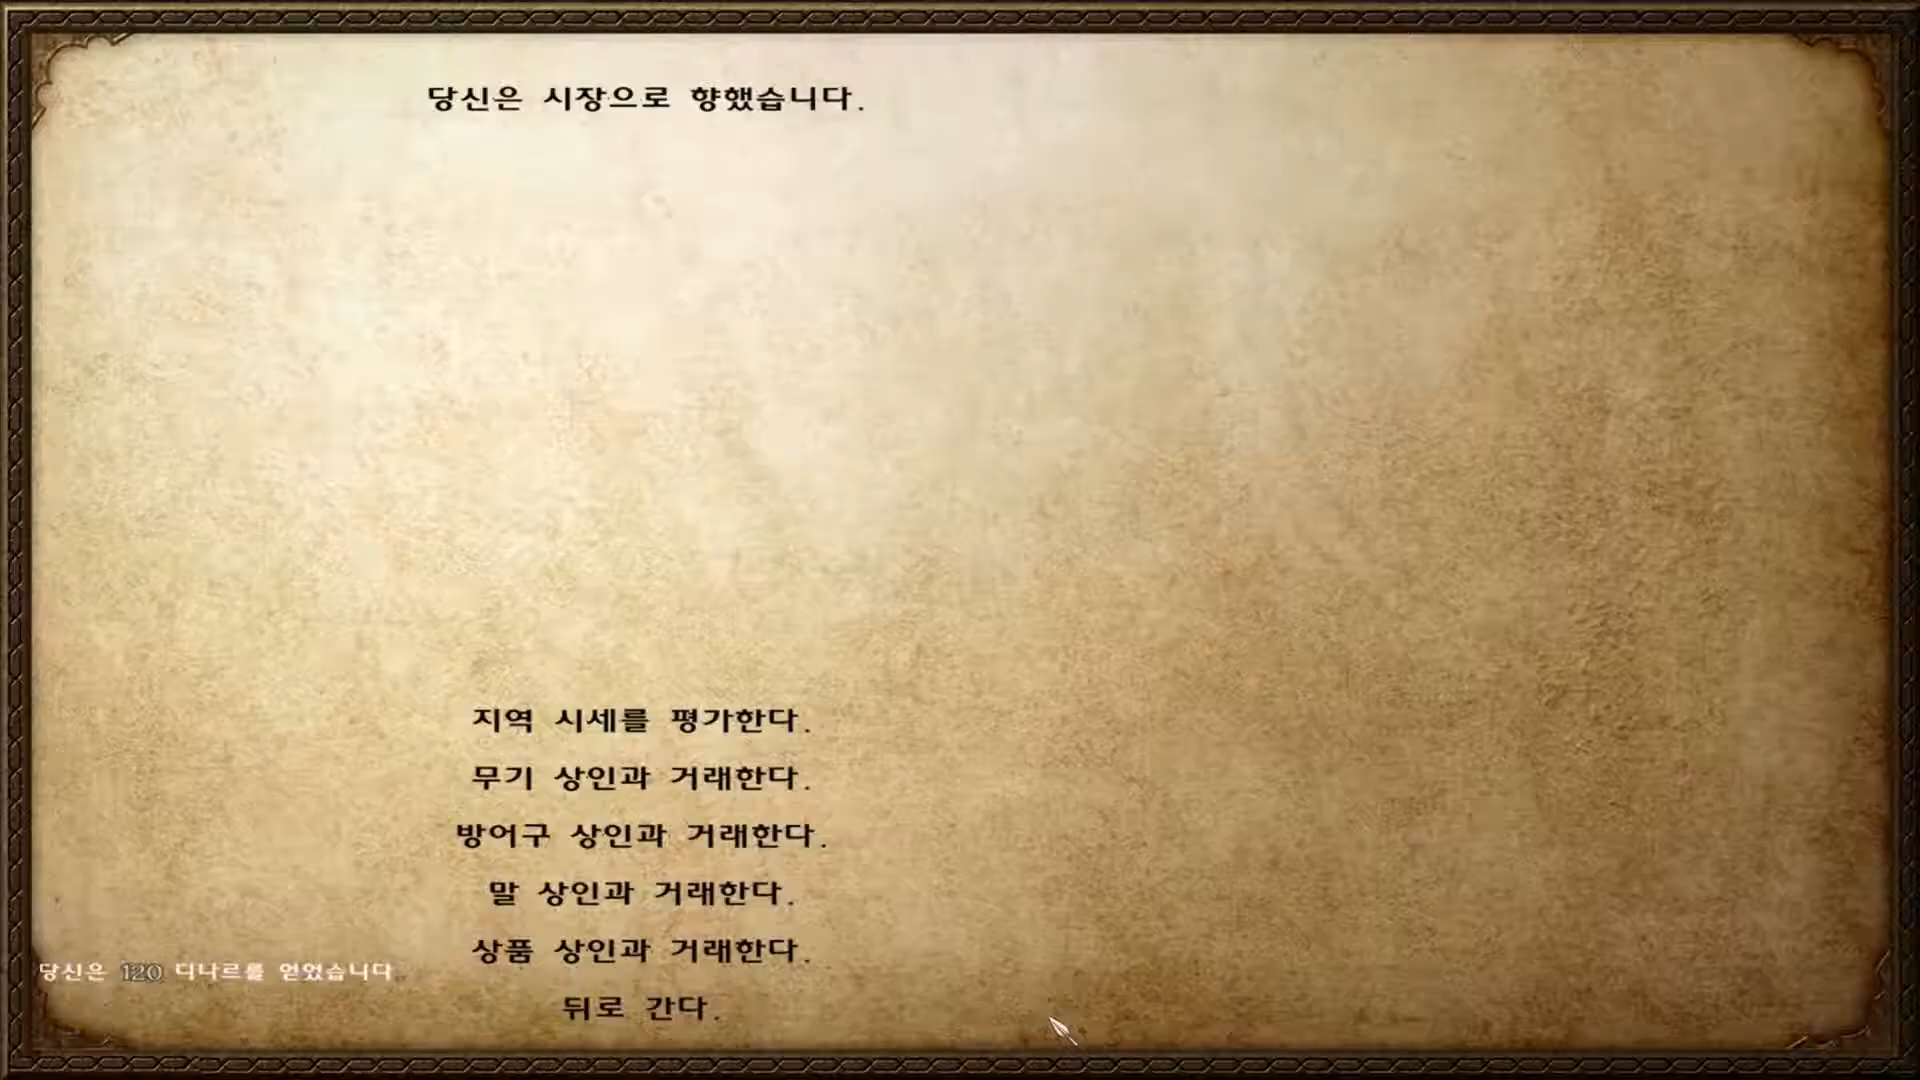 당신은 시장으로 향했습니다.
지역 시세를 평가한다.
무기 상인과 거래한다.
방어구 상인과 거래한다.
말 상인과 거래한다.
상품 상인과 거래한다.
당신은 120 디나르를 얻었습니다.
뒤로 간다.